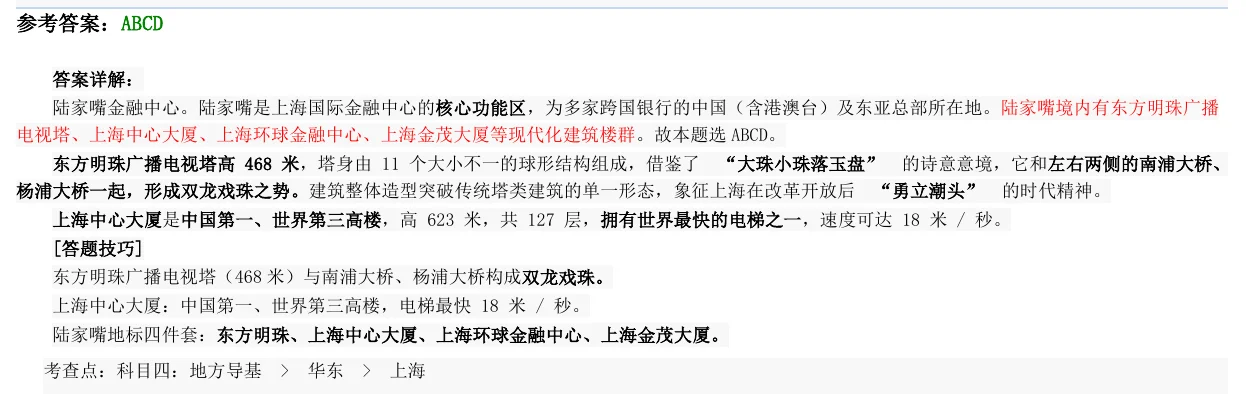 参考答案：ABCD
答案详解：
陆家嘴金融中心。陆家嘴是上海国际金融中心的核心功能区，为多家跨国银行的中国（含港澳台）及东亚总部所在地。陆家嘴境内有东方明珠广播
电视塔、上海中心大厦、上海环球金融中心、上海金茂大厦等现代化建筑楼群。故本题选ABCD。
东方明珠广播电视塔高 468 米，塔身由 11 个大小不一的球形结构组成，借鉴了 “大珠小珠落玉盘” 的诗意意境，它和左右两侧的南浦大桥、
杨浦大桥一起，形成双龙戏珠之势。建筑整体造型突破传统塔类建筑的单一形态，象征上海在改革开放后 “勇立潮头” 的时代精神。
上海中心大厦是中国第一、世界第三高楼，高 623 米，共 127 层，拥有世界最快的电梯之一，速度可达 18 米 / 秒。
[答题技巧]
东方明珠广播电视塔（468米）与南浦大桥、杨浦大桥构成双龙戏珠。
上海中心大厦：中国第一、世界第三高楼，电梯最快 18 米 / 秒。
陆家嘴地标四件套：东方明珠、上海中心大厦、上海环球金融中心、上海金茂大厦。
考查点：科目四：地方导基 > 华东 > 上海